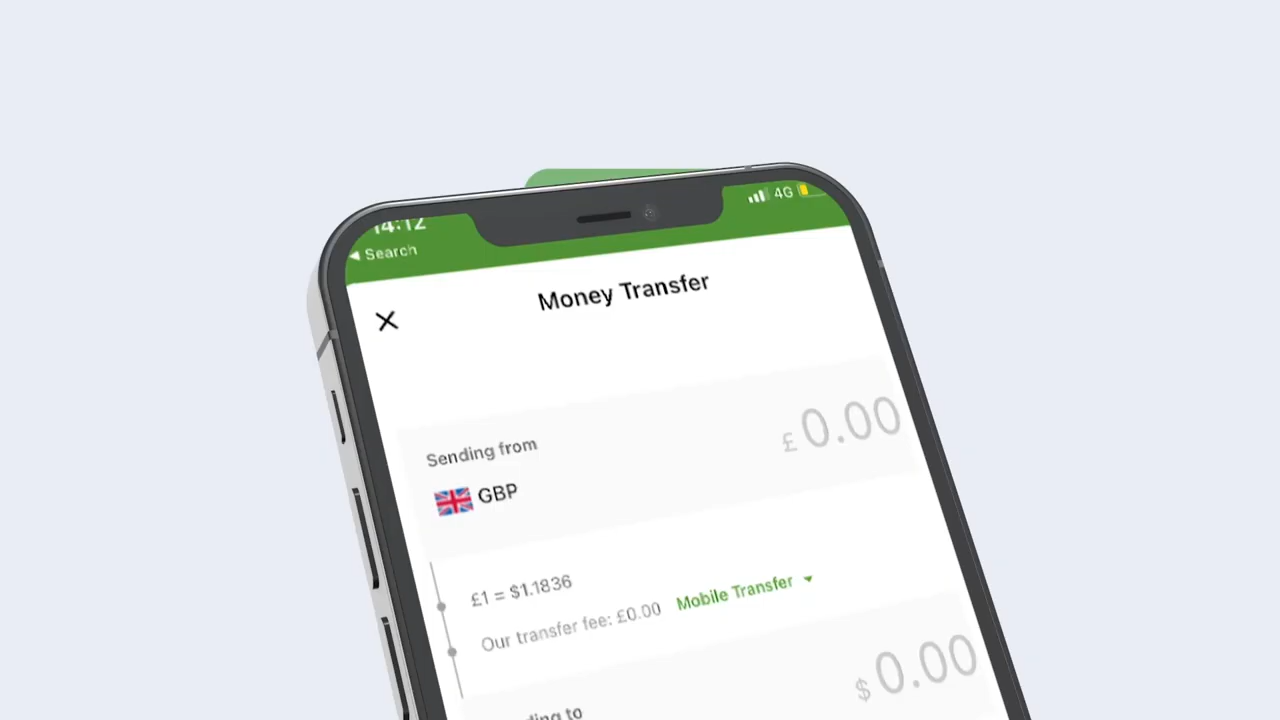 14:12
4G
◀ Search
Money Transfer
Sending from
£ 0.00
GBP
£1 = $1.1836
Our transfer fee: £0.00 Mobile Transfer
$ 0.00
to